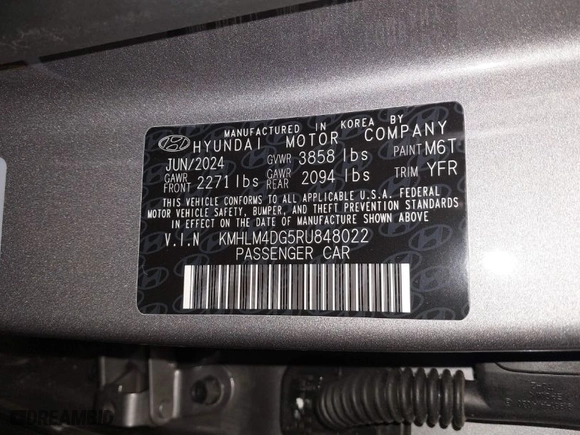 MANUFACTURED IN KOREA BY
HYUNDAI MOTOR COMPANY
JUN/2024 GVWR 3858 lbs PAINT M6T
GAWR FRONT 2271 lbs GAWR REAR 2094 lbs TRIM YFR
THIS VEHICLE CONFORMS TO ALL APPLICABLE U.S.A. FEDERAL
MOTOR VEHICLE SAFETY, BUMPER, AND THEFT PREVENTION STANDARDS
IN EFFECT ON THE DATE OF MANUFACTURE SHOWN ABOVE
V.I.N KMHLM4DG5RU848022
PASSENGER CAR
DREAMBID